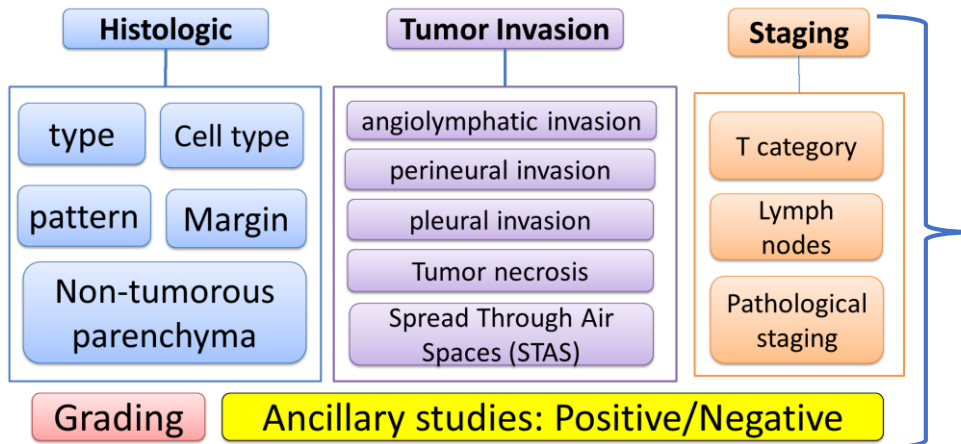 Histologic
type
Cell type
pattern
Margin
Non-tumorous
parenchyma
Tumor Invasion
angiolymphatic invasion
perineural invasion
pleural invasion
Tumor necrosis
Spread Through Air
Spaces (STAS)
Staging
T category
Lymph
nodes
Pathological
staging
Grading
Ancillary studies: Positive/Negative